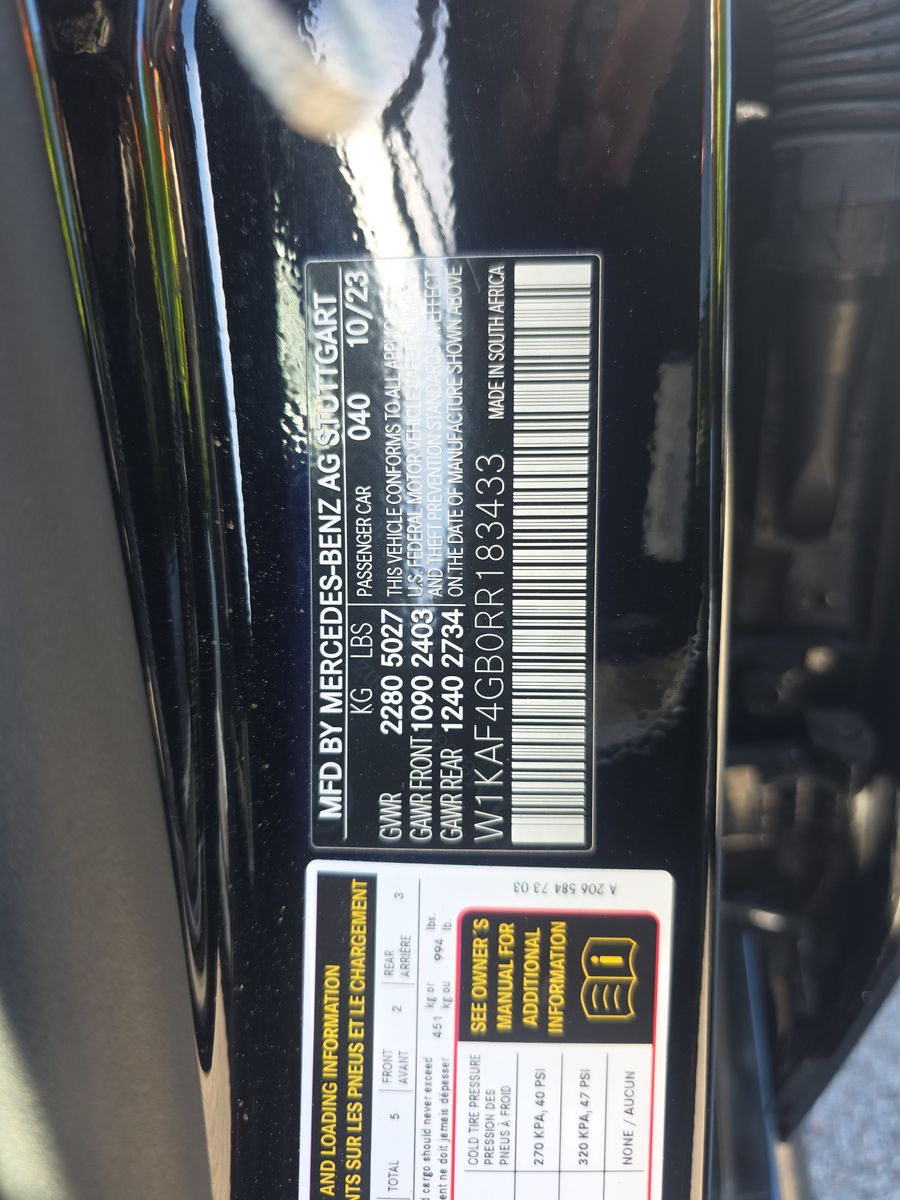 MFD BY MERCEDES-BENZ AG STUTTGART
KG LBS PASSENGER CAR 040 10/23
GVWR 2280 5027
GAWR FRONT 1090 2403
GAWR REAR 1240 2734
THIS VEHICLE CONFORMS TO ALL
U.S. FEDERAL MOTOR VEHICLE
AND THEFT PREVENTION STANDARDS EFFECT
ON THE DATE OF MANUFACTURE SHOWN ABOVE
W1KAF4GB0RR183433 MADE IN SOUTH AFRICA
AND LOADING INFORMATION
NTS SUR LES PNEUS ET LE CHARGEMENT
TOTAL 5 FRONT 2 REAR 3
AVANT ARRIÈRE
cargo should never exceed 451 kg or 994 lbs.
ent ne doit jamais dépasser kg ou lb.
COLD TIRE PRESSURE
PRESSION DES
PNEUS À FROID
270 KPA, 40 PSI
320 KPA, 47 PSI
NONE / AUCUN
SEE OWNER´S
MANUAL FOR
ADDITIONAL
INFORMATION
i
A 206 584 73 03